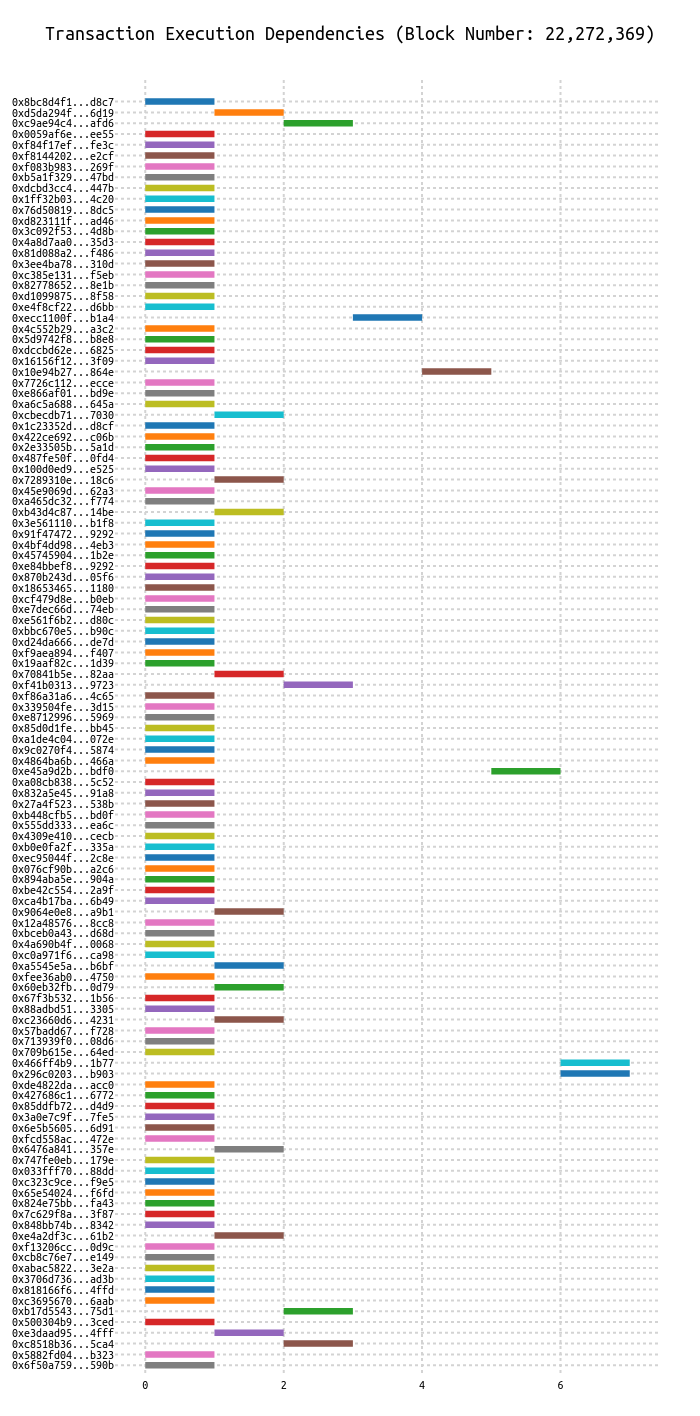 Transaction Execution Dependencies (Block Number: 22,272,369)
0x8bc8d4f1...d8c7
0xd5da294f...6d19
0xc9ae94c4...afd6
0x0059af6e...ee55
0xf84f17ef...fe3c
0xf8144202...e2cf
0xf083b983...269f
0xb5a1f329...47bd
0xdcbd3cc4...447b
0x1ff32b03...4c20
0x76d50819...8dc5
0xd823111f...ad46
0x3c092f53...4d8b
0x4a8d7aa0...35d3
0x81d088a2...f486
0x3ee4ba78...310d
0xc385e131...f5eb
0x82778652...8e1b
0xd1099875...8f58
0xe4f8cf22...d6bb
0xecc1100f...b1a4
0x4c552b29...a3c2
0x5d9742f8...b8e8
0xdccbd62e...6825
0x16156f12...3f09
0x10e94b27...864e
0x7726c112...ecce
0xe866af01...bd9e
0xa6c5a688...645a
0xcbecdb71...7030
0x1c23352d...d8cf
0x422ce692...c06b
0x2e33505b...5a1d
0x487fe50f...0fd4
0x100d0ed9...e525
0x7289310e...18c6
0x45e9069d...62a3
0xa465dc32...f774
0xb43d4c87...14be
0x3e561110...b1f8
0x91f47472...9292
0x4bf4dd98...4eb3
0x45745904...1b2e
0xe84bbef8...9292
0x870b243d...05f6
0x18653465...1180
0xcf479d8e...b0eb
0xe7dec66d...74eb
0xe561f6b2...d80c
0xbbc670e5...b90c
0xd24da666...de7d
0xf9aea894...f407
0x19aaf82c...1d39
0x70841b5e...82aa
0xf41b0313...9723
0xf86a31a6...4c65
0x339504fe...3d15
0xe8712996...5969
0x85d0d1fe...bb45
0xa1de4c04...072e
0x9c0270f4...5874
0x4864ba6b...466a
0xe45a9d2b...bdf0
0xa08cb838...5c52
0x832a5e45...91a8
0x27a4f523...538b
0xb448cfb5...bd0f
0x555dd333...ea6c
0x4309e410...cecb
0xb0e0fa2f...335a
0xec95044f...2c8e
0x076cf90b...a2c6
0x894aba5e...904a
0xbe42c554...2a9f
0xca4b17ba...6b49
0x9064e0e8...a9b1
0x12a48576...8cc8
0xbceb0a43...d68d
0x4a690b4f...0068
0xc0a971f6...ca98
0xa5545e5a...b6bf
0xfee36ab0...4750
0x60eb32fb...0d79
0x67f3b532...1b56
0x88adbd51...3305
0xc23660d6...4231
0x57badd67...f728
0x713939f0...08d6
0x709b615e...64ed
0x466ff4b9...1b77
0x296c0203...b903
0xde4822da...acc0
0x427686c1...6772
0x85ddfb72...d4d9
0x3a0e7c9f...7fe5
0x6e5b5605...6d91
0xfcd558ac...472e
0x6476a841...357e
0x747fe0eb...179e
0x033fff70...88dd
0xc323c9ce...f9e5
0x65e54024...f6fd
0x824e75bb...fa43
0x7c629f8a...3f87
0x848bb74b...8342
0xe4a2df3c...61b2
0xf13206cc...0d9c
0xcb8c76e7...e149
0xabac5822...3e2a
0x3706d736...ad3b
0x818166f6...4ffd
0xc3695670...6aab
0xb17d5543...75d1
0x500304b9...3ced
0xe3daad95...4fff
0xc8518b36...5ca4
0x5882fd04...b323
0x6f50a759...590b
0 2 4 6